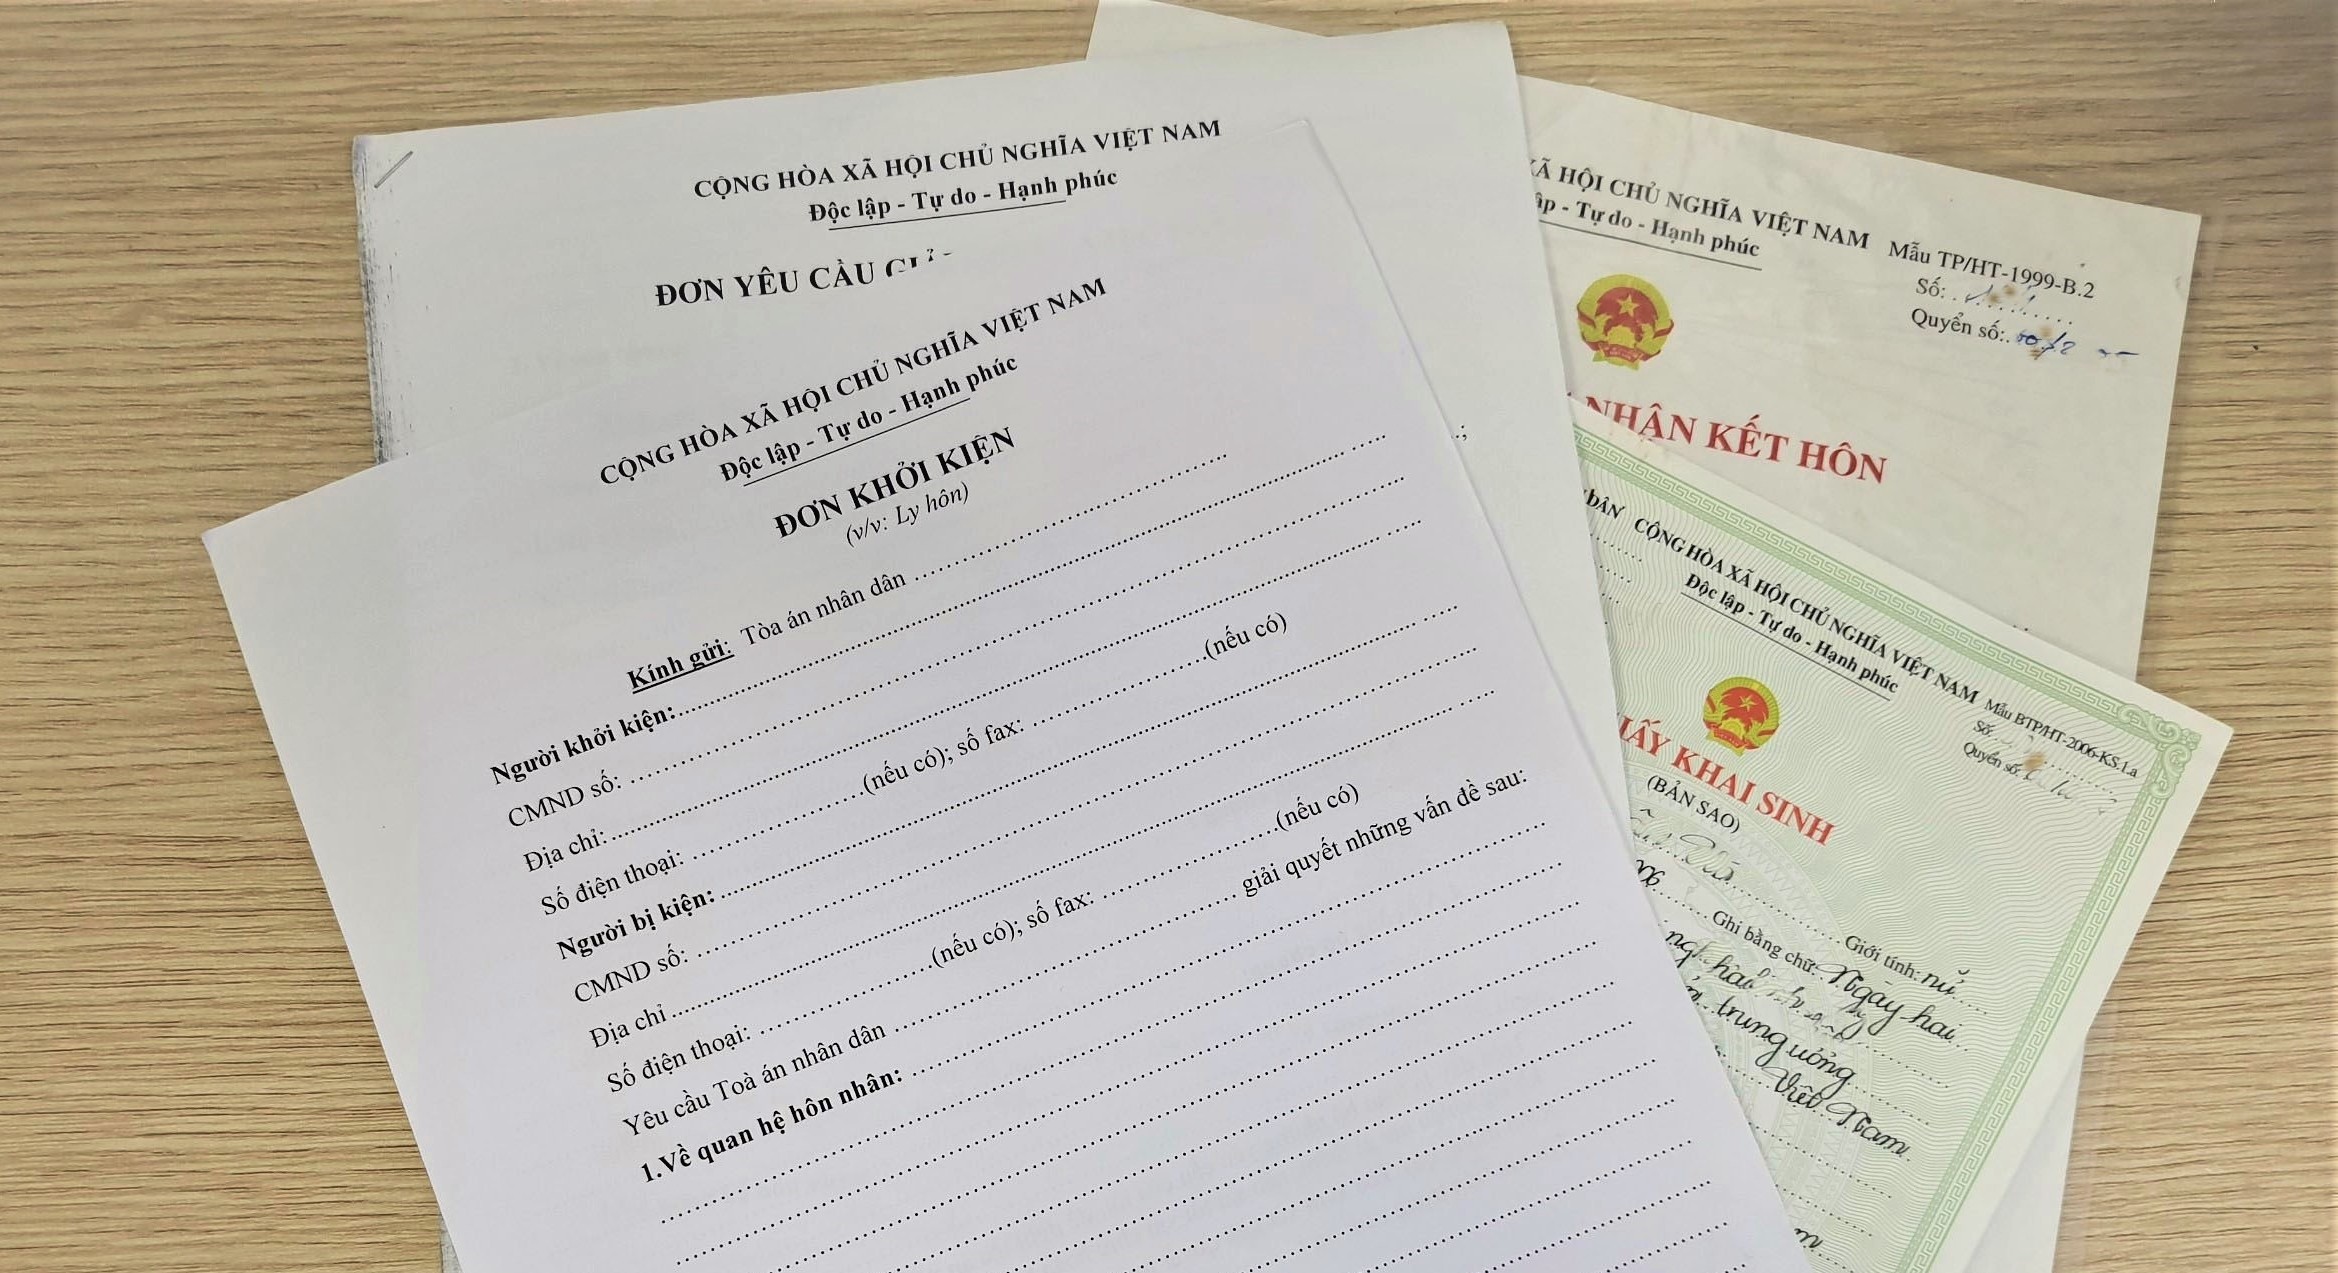 CỘNG HÒA XÃ HỘI CHỦ NGHĨA VIỆT NAM
Độc lập - Tự do - Hạnh phúc
ĐƠN YÊU CẦU
CỘNG HÒA XÃ HỘI CHỦ NGHĨA VIỆT NAM
Độc lập - Tự do - Hạnh phúc
ĐƠN KHỞI KIỆN
(v/v: Ly hôn)
Kính gửi: Tòa án nhân dân
Người khởi kiện:
CMND số:
Địa chỉ:
Số điện thoại: (nếu có); số fax: (nếu có)
Người bị kiện:
CMND số:
Địa chỉ
Số điện thoại: (nếu có); số fax: (nếu có)
Yêu cầu Toà án nhân dân giải quyết những vấn đề sau:
1.Về quan hệ hôn nhân:
XÃ HỘI CHỦ NGHĨA VIỆT NAM
- Tự do - Hạnh phúc
Mẫu TP/HT-1999-B.2
Số:
Quyển số:
NHẬN KẾT HÔN
CỘNG HÒA XÃ HỘI CHỦ NGHĨA VIỆT NAM
Độc lập - Tự do - Hạnh phúc
Mẫu BTP/HT-2006-KS.1.a
Số:
Quyển số:
KHAI SINH
(BẢN SAO)
Giới tính: nữ
Ghi bằng chữ: Ngày hai
trung ương
Việt Nam